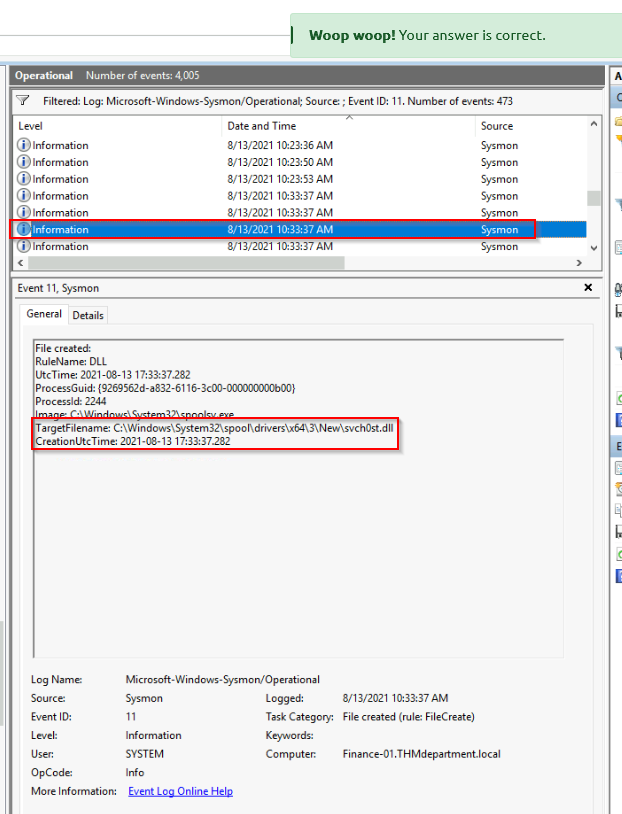 Woop woop! Your answer is correct.
Operational Number of events: 4,005
Filtered: Log: Microsoft-Windows-Sysmon/Operational; Source: ; Event ID: 11. Number of events: 473
Level Date and Time Source
Information 8/13/2021 10:23:36 AM Sysmon
Information 8/13/2021 10:23:50 AM Sysmon
Information 8/13/2021 10:23:53 AM Sysmon
Information 8/13/2021 10:33:37 AM Sysmon
Information 8/13/2021 10:33:37 AM Sysmon
Information 8/13/2021 10:33:37 AM Sysmon
Information 8/13/2021 10:33:37 AM Sysmon
Event 11, Sysmon
General Details
File created:
RuleName: DLL
UtcTime: 2021-08-13 17:33:37.282
ProcessGuid: {9269562d-a832-6116-3c00-000000000b00}
ProcessId: 2244
Image: C:\Windows\System32\spoolsv.exe
TargetFilename: C:\Windows\System32\spool\drivers\x64\3\New\svch0st.dll
CreationUtcTime: 2021-08-13 17:33:37.282
Log Name: Microsoft-Windows-Sysmon/Operational
Source: Sysmon Logged: 8/13/2021 10:33:37 AM
Event ID: 11 Task Category: File created (rule: FileCreate)
Level: Information Keywords:
User: SYSTEM Computer: Finance-01.THMdepartment.local
OpCode: Info
More Information: Event Log Online Help